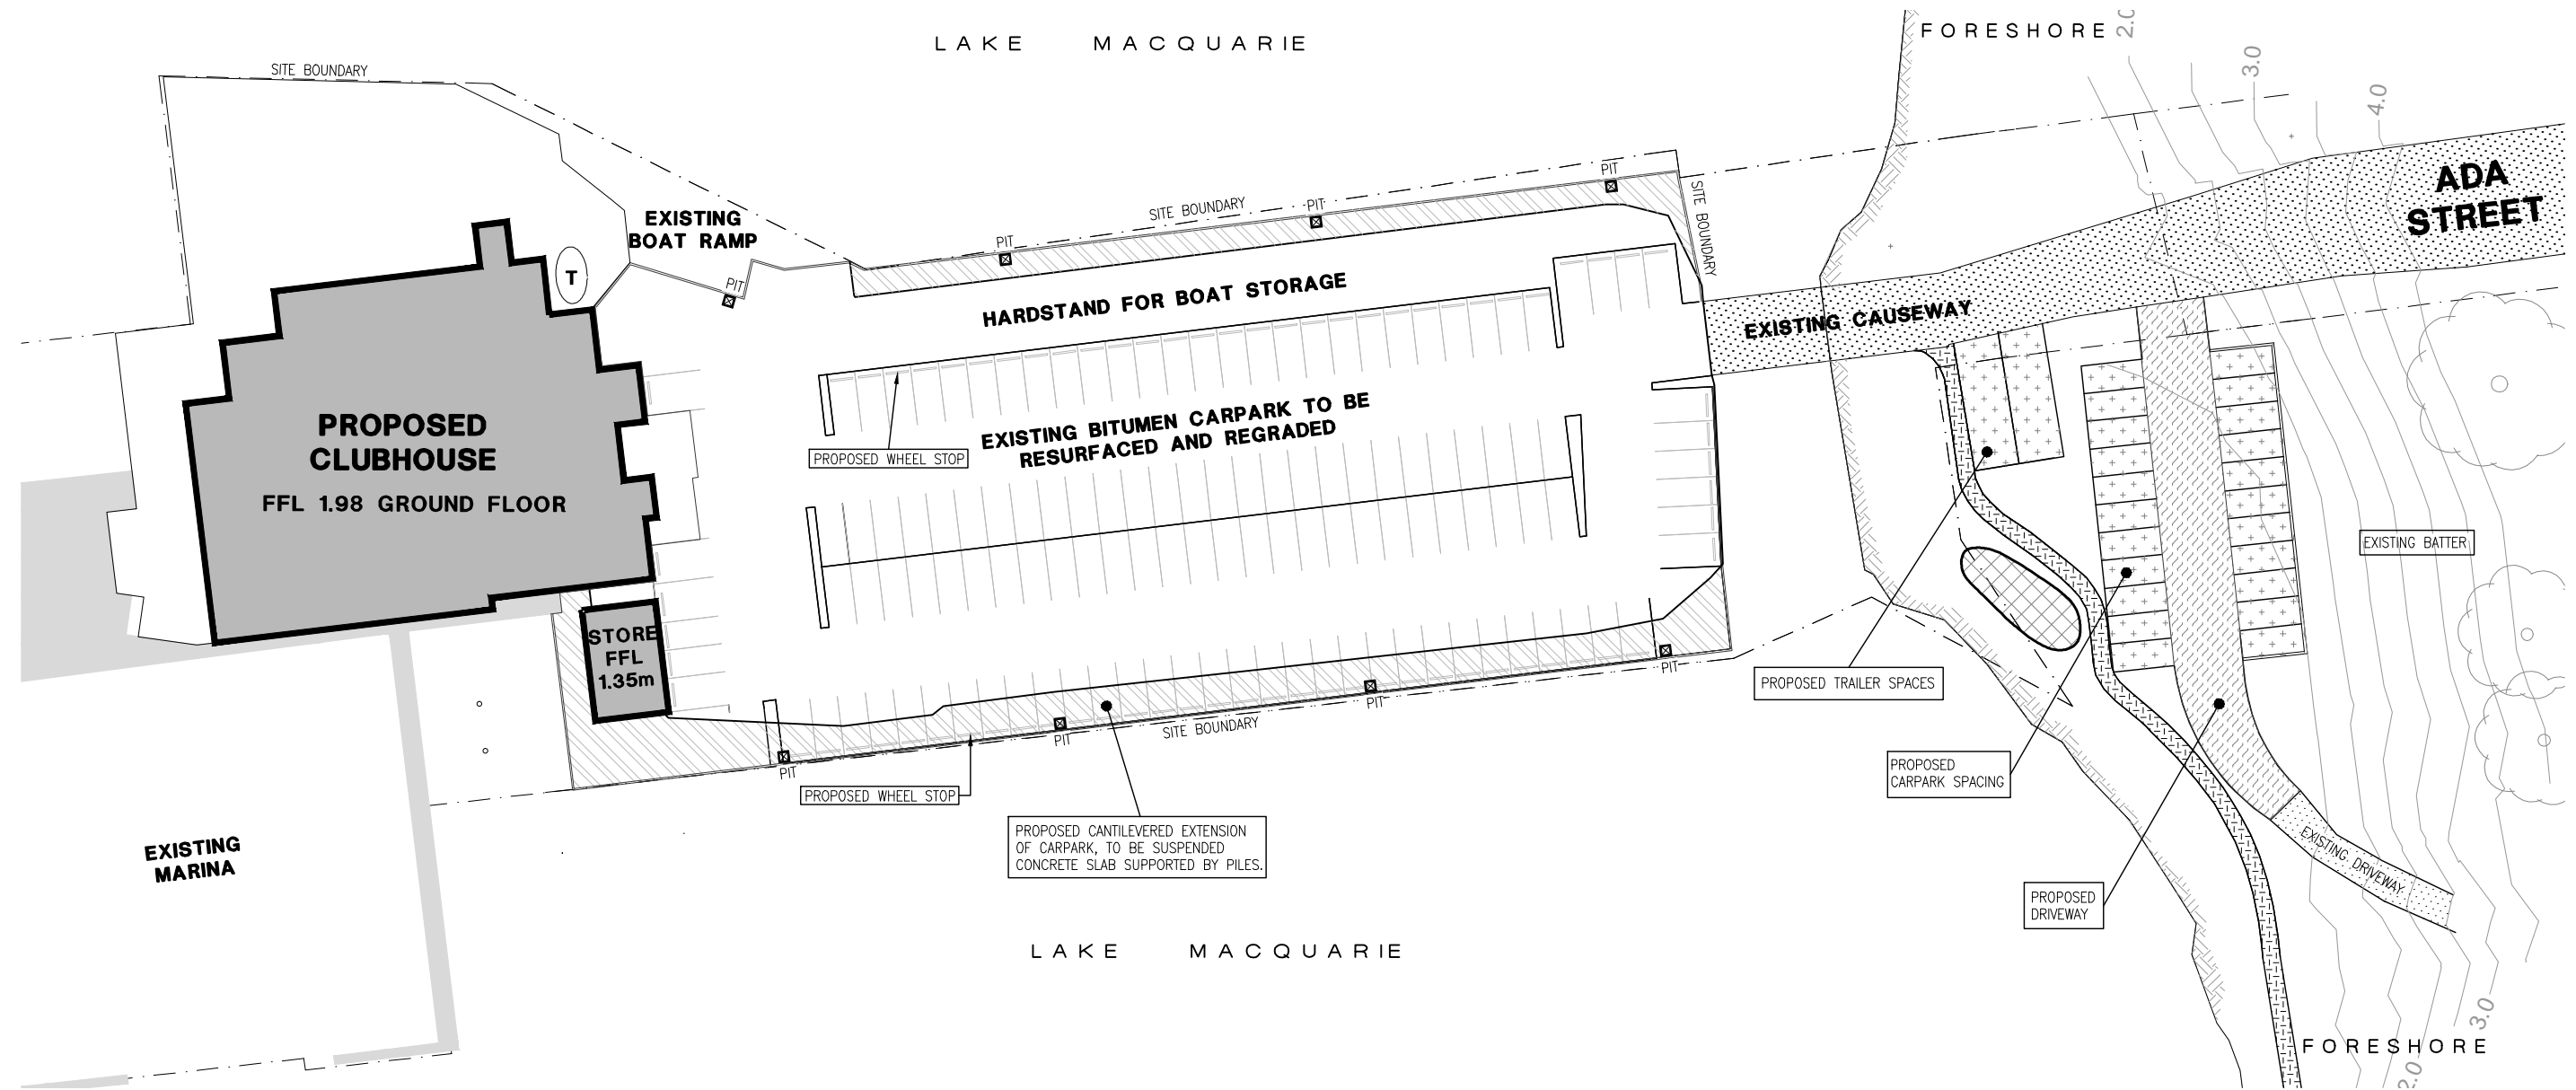 LAKE MACQUARIE
FORESHORE
2.0
3.0
4.0
SITE BOUNDARY
ADA
STREET
EXISTING
BOAT RAMP
PIT
PIT
PIT
PIT
SITE BOUNDARY
SITE BOUNDARY
T
HARDSTAND FOR BOAT STORAGE
EXISTING CAUSEWAY
PROPOSED
CLUBHOUSE
FFL 1.98 GROUND FLOOR
PROPOSED WHEEL STOP
EXISTING BITUMEN CARPARK TO BE
RESURFACED AND REGRADED
EXISTING BATTER
STORE
FFL
1.35m
PROPOSED TRAILER SPACES
PIT
PIT
PIT
PIT
SITE BOUNDARY
PROPOSED
CARPARK SPACING
PROPOSED WHEEL STOP
PROPOSED CANTILEVERED EXTENSION
OF CARPARK, TO BE SUSPENDED
CONCRETE SLAB SUPPORTED BY PILES.
EXISTING
MARINA
EXISTING DRIVEWAY
PROPOSED
DRIVEWAY
LAKE MACQUARIE
3.0
FORESHORE
2.0